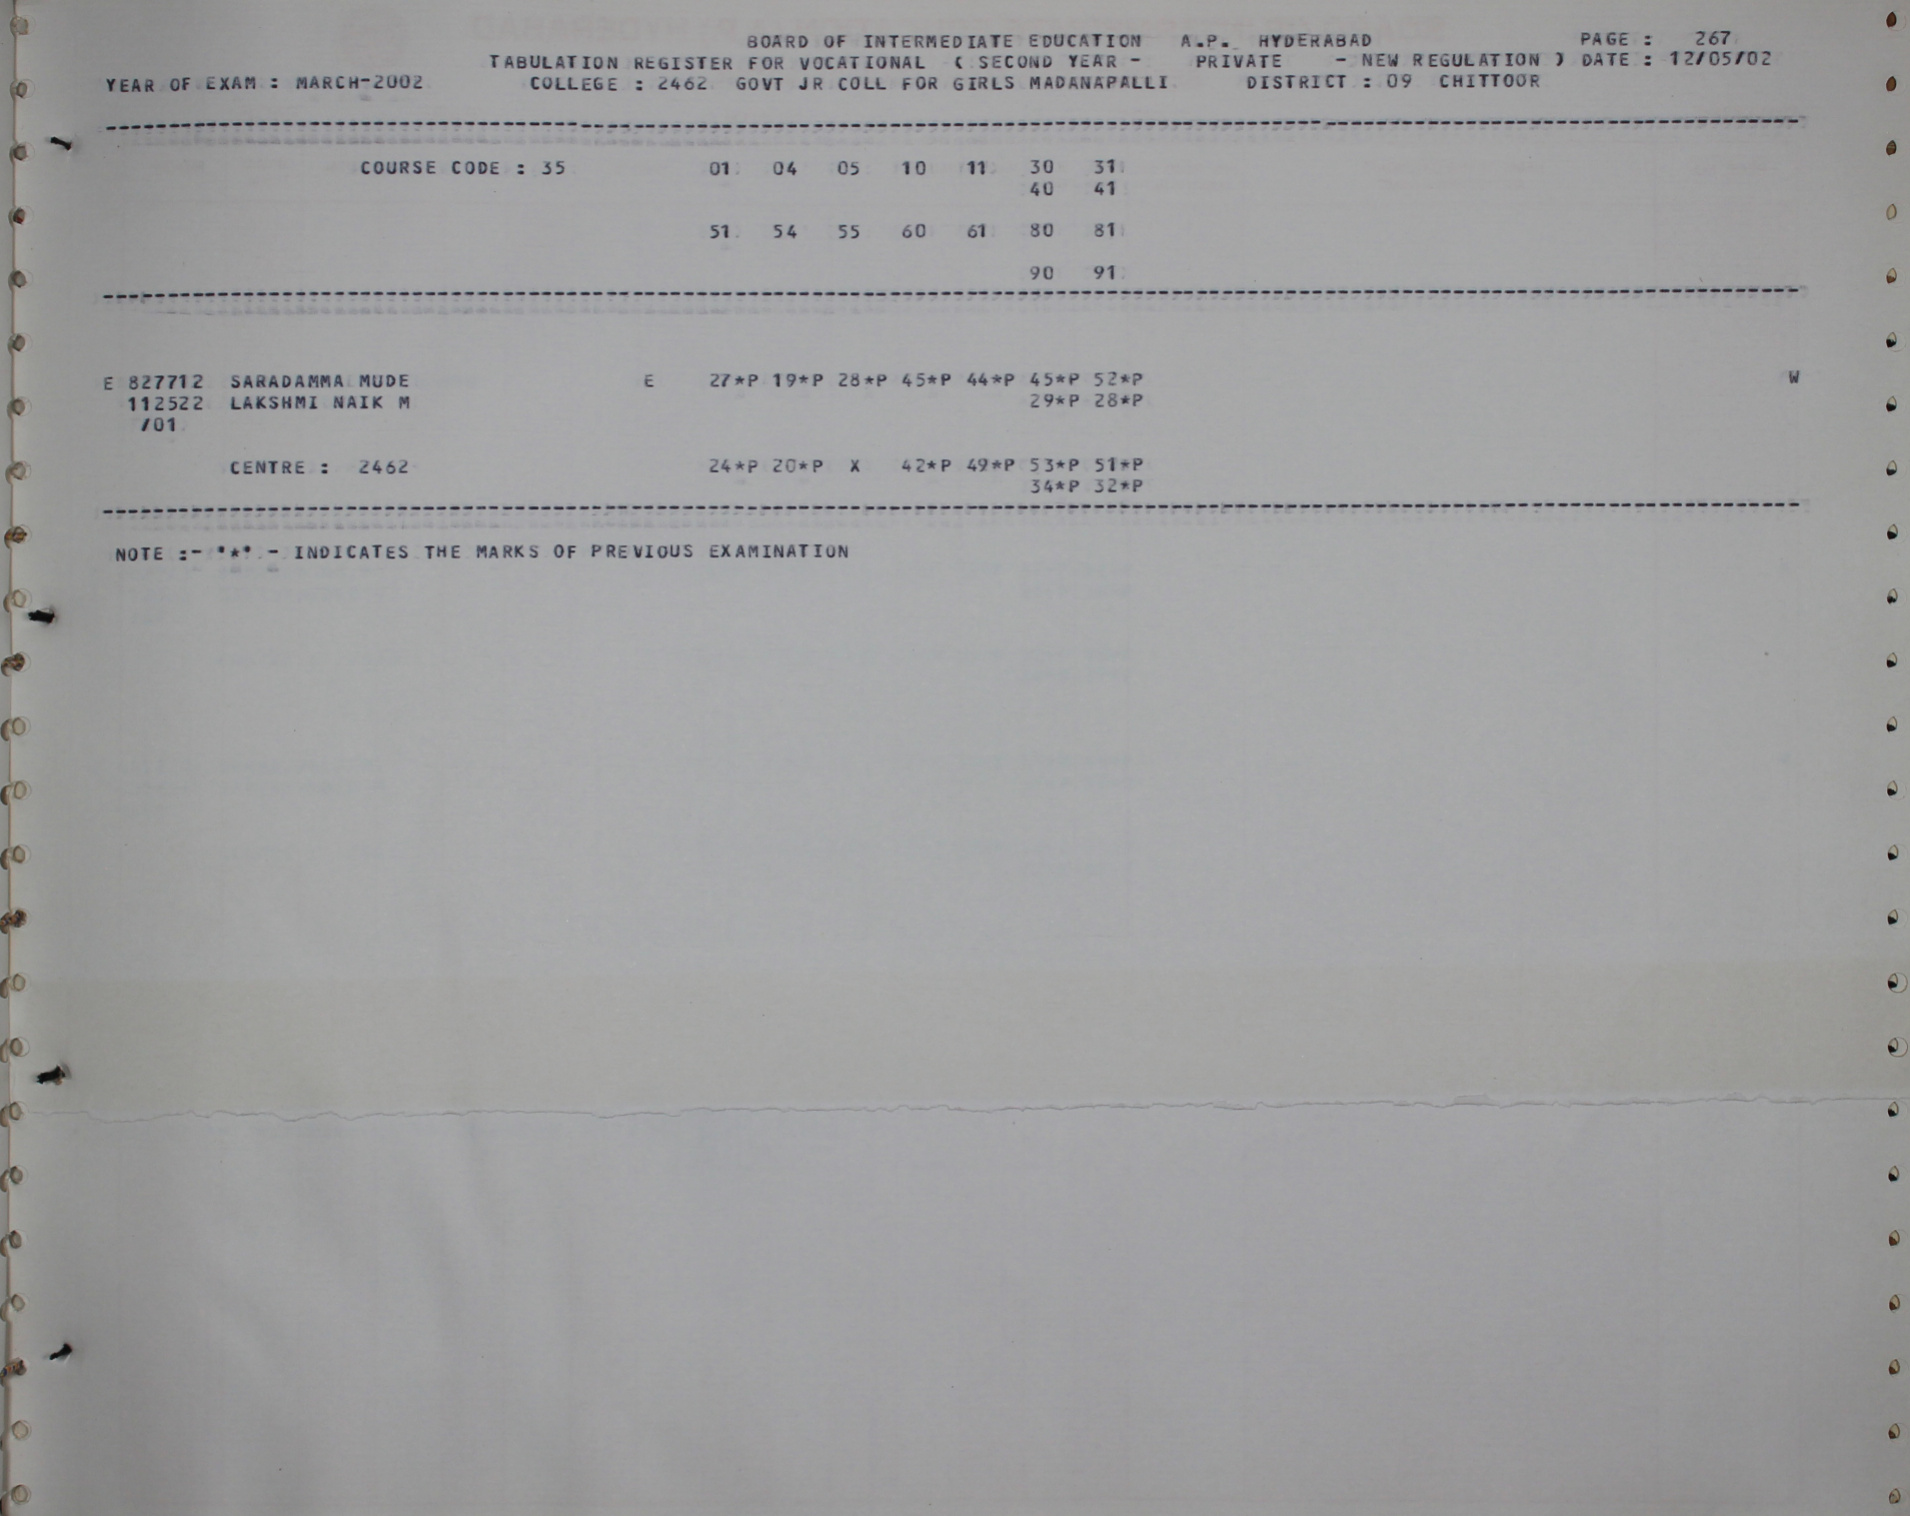 BOARD OF INTERMEDIATE EDUCATION A.P. HYDERABAD PAGE : 267
TABULATION REGISTER FOR VOCATIONAL ( SECOND YEAR - PRIVATE - NEW REGULATION ) DATE : 12/05/02
YEAR OF EXAM : MARCH-2002 COLLEGE : 2462 GOVT JR COLL FOR GIRLS MADANAPALLI DISTRICT : 09 CHITTOOR
COURSE CODE : 35 01 04 05 10 11 30 31
40 41
51 54 55 60 61 80 81
90 91
E 827712 SARADAMMA MUDE E 27*P 19*P 28*P 45*P 44*P 45*P 52*P W
112522 LAKSHMI NAIK M 29*P 28*P
/01
CENTRE : 2462 24*P 20*P X 42*P 49*P 53*P 51*P
34*P 32*P
NOTE :- '*' - INDICATES THE MARKS OF PREVIOUS EXAMINATION